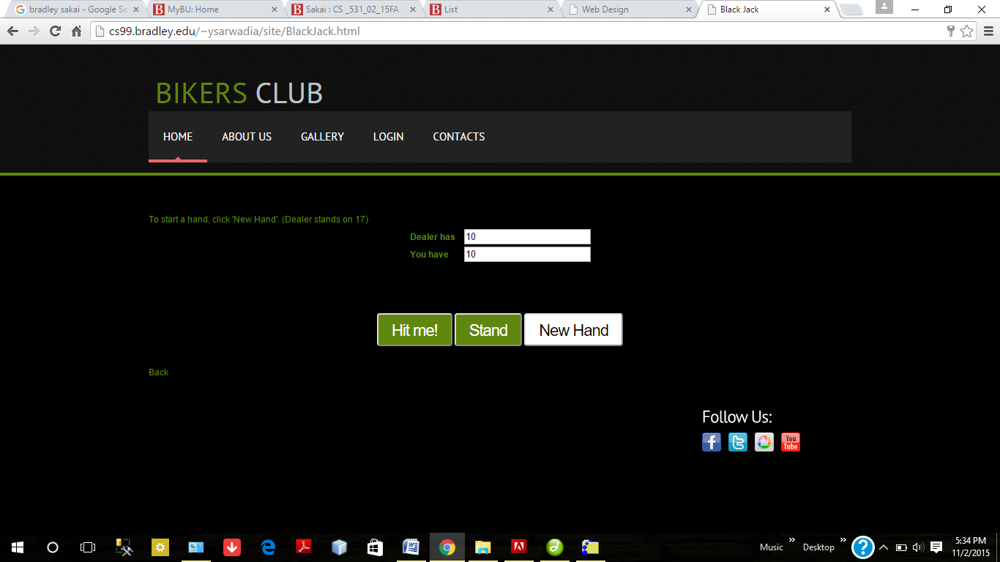 bradley sakai - Google Se
MyBU: Home
Sakai : CS _531_02_15FA -
List
Web Design
Black Jack
cs99.bradley.edu/~ysarwadia/site/BlackJack.html
BIKERS CLUB
HOME ABOUT US GALLERY LOGIN CONTACTS
To start a hand, click 'New Hand'. (Dealer stands on 17)
Dealer has 10
You have 10
Hit me! Stand New Hand
Back
Follow Us:
You
Tube
Music » Desktop »
5:34 PM
11/2/2015